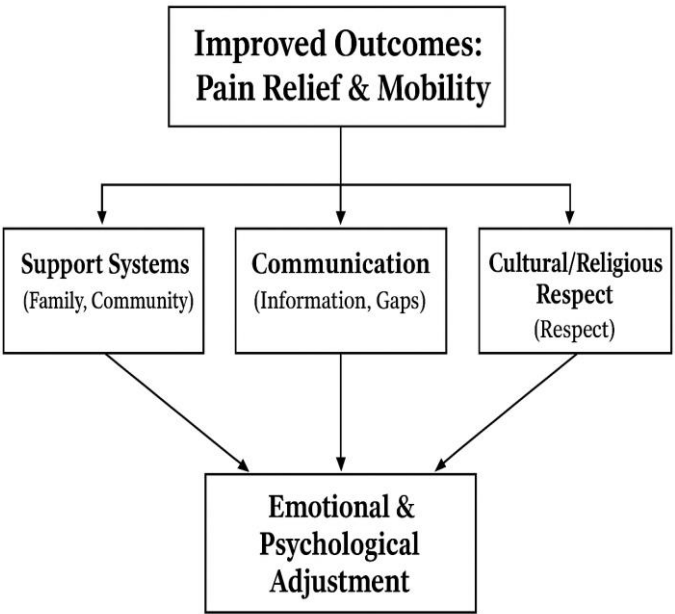 Improved Outcomes:
Pain Relief & Mobility
Support Systems
(Family, Community)
Communication
(Information, Gaps)
Cultural/Religious
Respect
(Respect)
Emotional &
Psychological
Adjustment